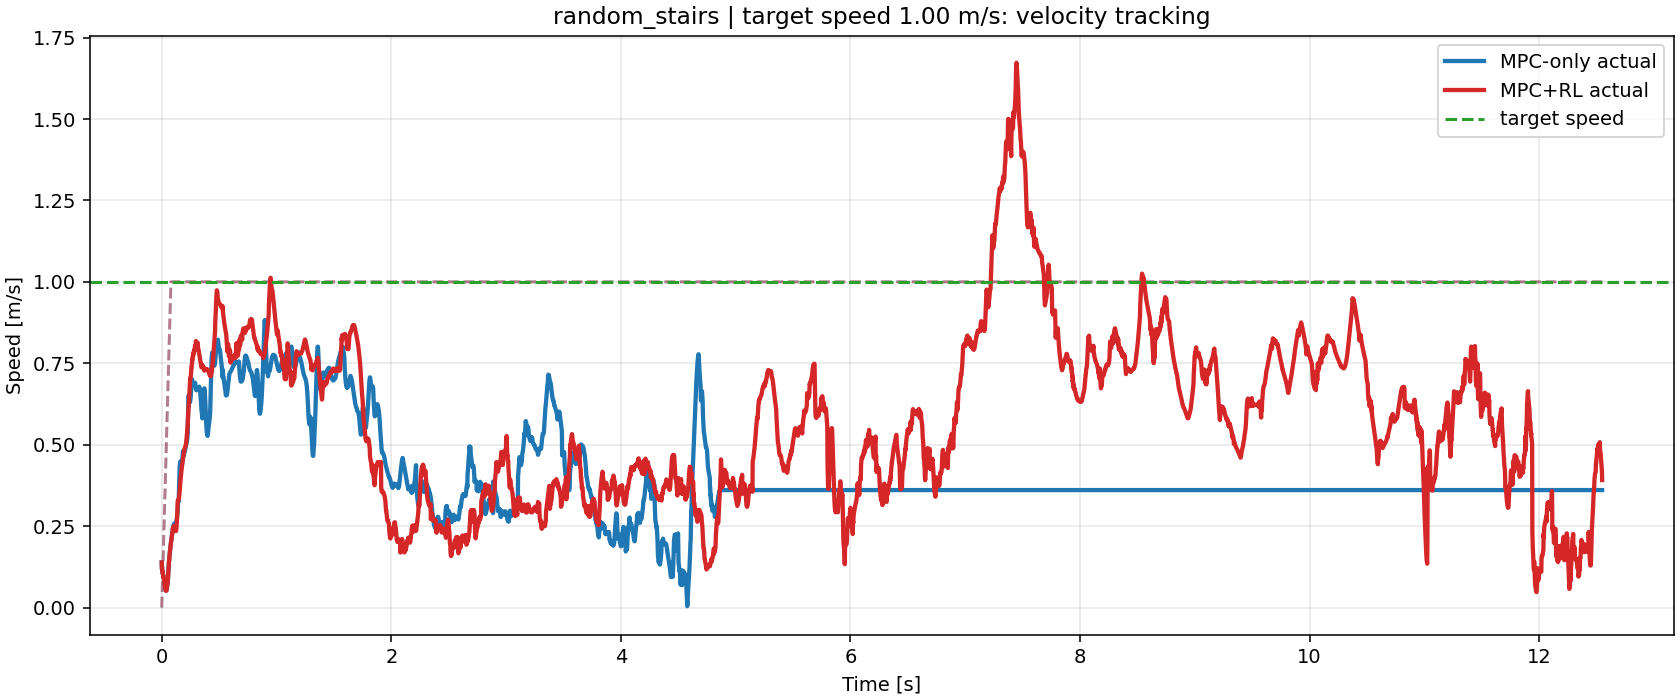 random_stairs | target speed 1.00 m/s: velocity tracking
1.75
1.50
1.25
1.00
0.75
0.50
0.25
0.00
Speed [m/s]
MPC-only actual
MPC+RL actual
target speed
0 2 4 6 8 10 12
Time [s]